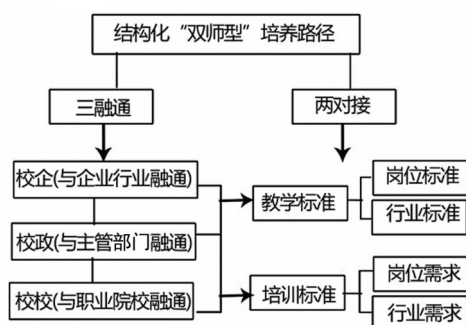 结构化“双师型”培养路径
三融通
两对接
校企(与企业行业融通)
校政(与主管部门融通)
校校(与职业院校融通)
教学标准
培训标准
岗位标准
行业标准
岗位需求
行业需求